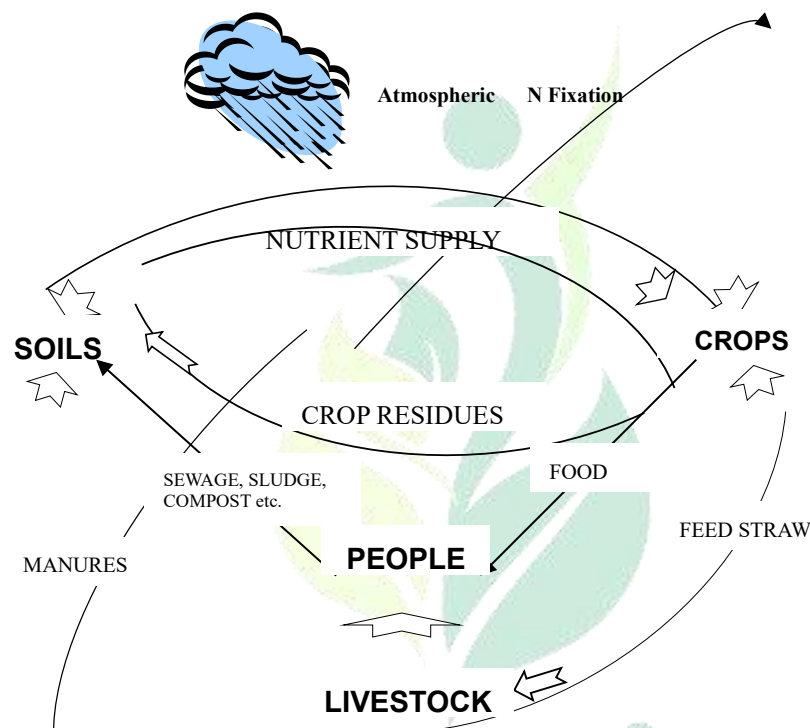 Atmospheric N Fixation
NUTRIENT SUPPLY
SOILS
CROPS
CROP RESIDUES
SEWAGE, SLUDGE,
COMPOST etc.
FOOD
FEED STRAW
MANURES
PEOPLE
LIVESTOCK